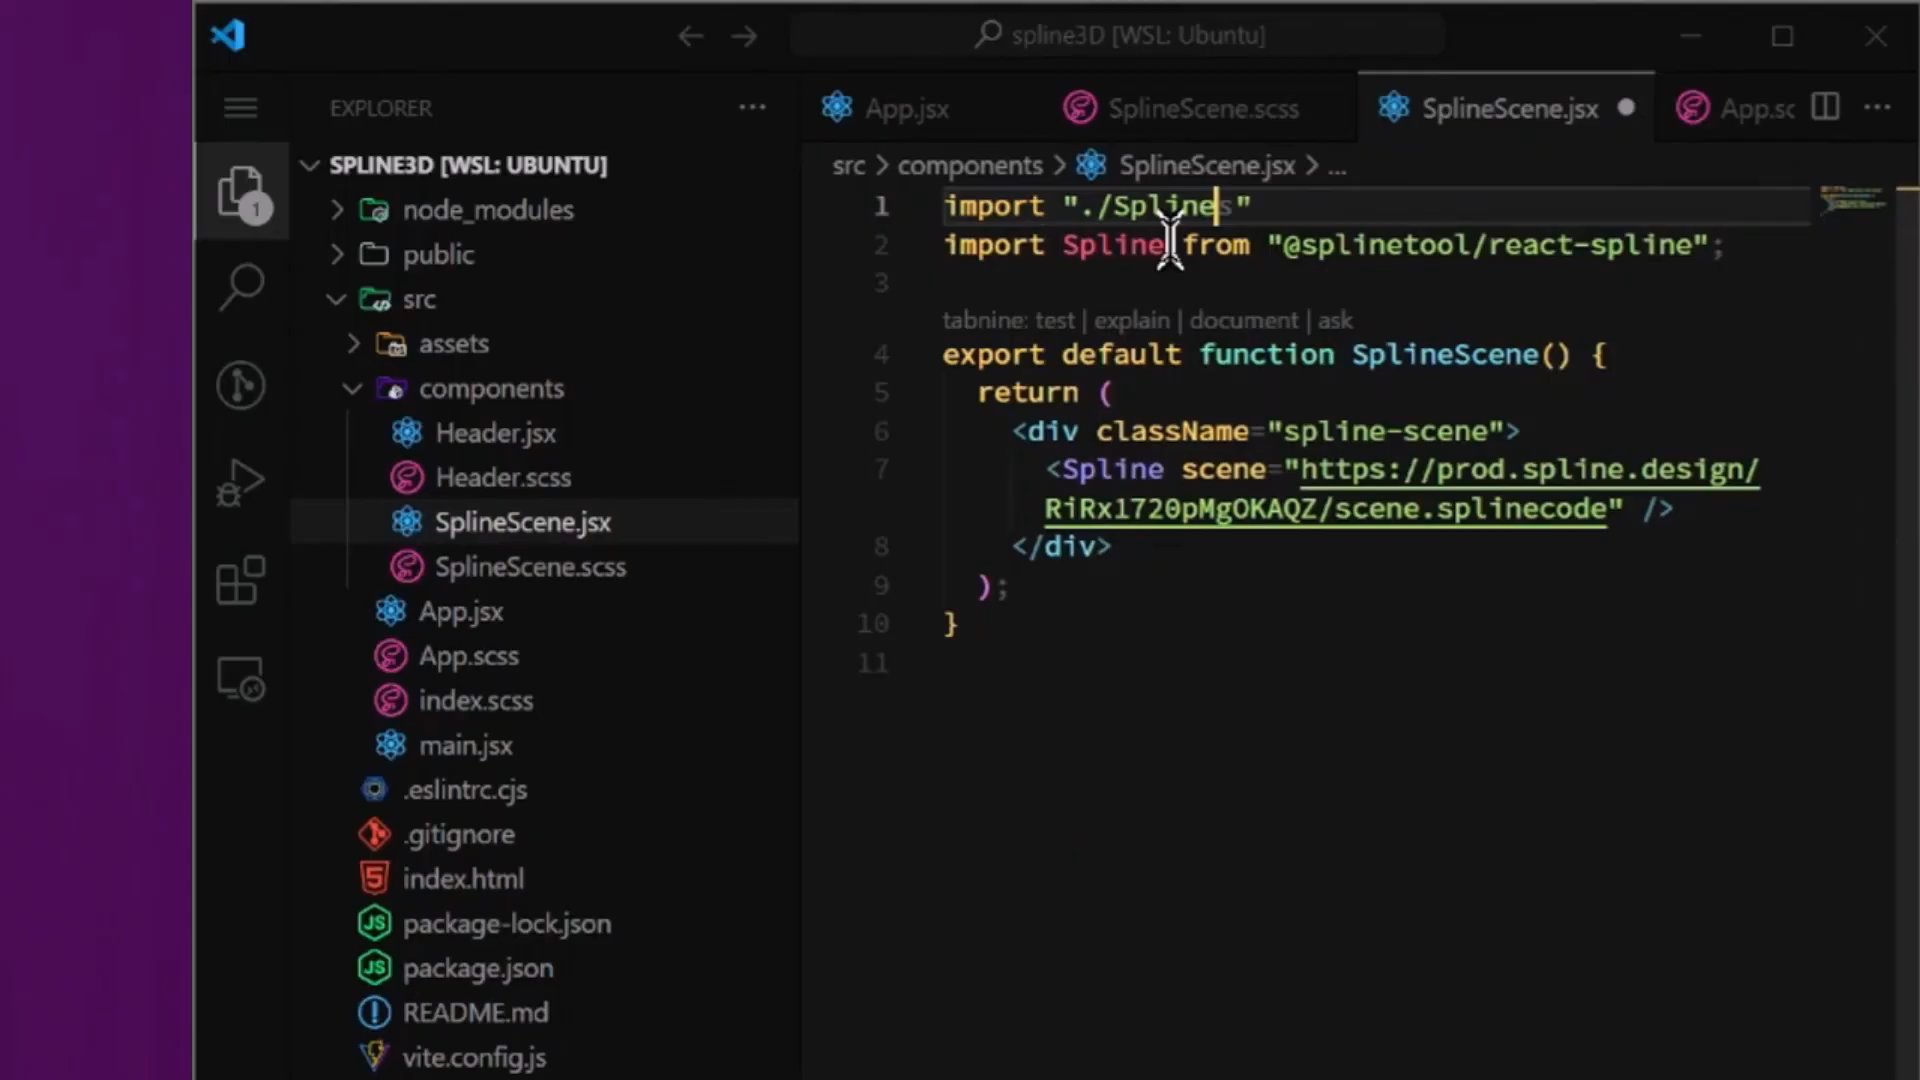 spline3D [WSL: Ubuntu]
EXPLORER
App.jsx
SplineScene.scss
SplineScene.jsx
App.sc
SPLINE3D [WSL: UBUNTU]
src > components > SplineScene.jsx > ...
1
node_modules
public
src
assets
components
Header.jsx
Header.scss
SplineScene.jsx
SplineScene.scss
App.jsx
App.scss
index.scss
main.jsx
.eslintrc.cjs
.gitignore
index.html
package-lock.json
package.json
README.md
vite.config.js
1 import "./Splines"
2 import Spline from "@splinetool/react-spline";
3
tabnine: test | explain | document | ask
4 export default function SplineScene() {
5 return (
6 <div className="spline-scene">
7 <Spline scene="https://prod.spline.design/
RiRx1720pMgOKAQZ/scene.splinecode" />
8 </div>
9 );
10 }
11